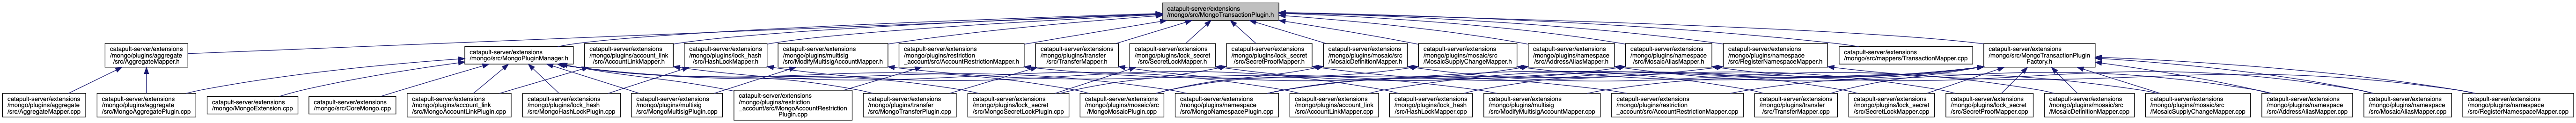 catapult-server/extensions
/mongo/src/MongoTransactionPlugin.h
catapult-server/extensions
/mongo/plugins/aggregate
/src/AggregateMapper.h
catapult-server/extensions
/mongo/src/MongoPluginManager.h
catapult-server/extensions
/mongo/plugins/account_link
/src/AccountLinkMapper.h
catapult-server/extensions
/mongo/plugins/lock_hash
/src/HashLockMapper.h
catapult-server/extensions
/mongo/plugins/multisig
/src/ModifyMultisigAccountMapper.h
catapult-server/extensions
/mongo/plugins/restriction
_account/src/AccountRestrictionMapper.h
catapult-server/extensions
/mongo/plugins/transfer
/src/TransferMapper.h
catapult-server/extensions
/mongo/plugins/lock_secret
/src/SecretLockMapper.h
catapult-server/extensions
/mongo/plugins/lock_secret
/src/SecretProofMapper.h
catapult-server/extensions
/mongo/plugins/mosaic/src
/MosaicDefinitionMapper.h
catapult-server/extensions
/mongo/plugins/mosaic/src
/MosaicSupplyChangeMapper.h
catapult-server/extensions
/mongo/plugins/namespace
/src/AddressAliasMapper.h
catapult-server/extensions
/mongo/plugins/namespace
/src/MosaicAliasMapper.h
catapult-server/extensions
/mongo/plugins/namespace
/src/RegisterNamespaceMapper.h
catapult-server/extensions
/mongo/src/mappers/TransactionMapper.cpp
catapult-server/extensions
/mongo/src/MongoTransactionPlugin
Factory.h
catapult-server/extensions
/mongo/plugins/aggregate
/src/AggregateMapper.cpp
catapult-server/extensions
/mongo/plugins/aggregate
/src/MongoAggregatePlugin.cpp
catapult-server/extensions
/mongo/src/MongoExtension.cpp
catapult-server/extensions
/mongo/src/CoreMongo.cpp
catapult-server/extensions
/mongo/plugins/account_link
/src/MongoAccountLinkPlugin.cpp
catapult-server/extensions
/mongo/plugins/lock_hash
/src/MongoHashLockPlugin.cpp
catapult-server/extensions
/mongo/plugins/multisig
/src/MongoMultisigPlugin.cpp
catapult-server/extensions
/mongo/plugins/restriction
_account/src/MongoAccountRestriction
Plugin.cpp
catapult-server/extensions
/mongo/plugins/transfer
/src/MongoTransferPlugin.cpp
catapult-server/extensions
/mongo/plugins/lock_secret
/src/MongoSecretLockPlugin.cpp
catapult-server/extensions
/mongo/plugins/mosaic/src
/MongoMosaicPlugin.cpp
catapult-server/extensions
/mongo/plugins/namespace
/src/MongoNamespacePlugin.cpp
catapult-server/extensions
/mongo/plugins/account_link
/src/AccountLinkMapper.cpp
catapult-server/extensions
/mongo/plugins/lock_hash
/src/HashLockMapper.cpp
catapult-server/extensions
/mongo/plugins/multisig
/src/ModifyMultisigAccountMapper.cpp
catapult-server/extensions
/mongo/plugins/restriction
_account/src/AccountRestrictionMapper.cpp
catapult-server/extensions
/mongo/plugins/transfer
/src/TransferMapper.cpp
catapult-server/extensions
/mongo/plugins/lock_secret
/src/SecretLockMapper.cpp
catapult-server/extensions
/mongo/plugins/lock_secret
/src/SecretProofMapper.cpp
catapult-server/extensions
/mongo/plugins/mosaic/src
/MosaicDefinitionMapper.cpp
catapult-server/extensions
/mongo/plugins/mosaic/src
/MosaicSupplyChangeMapper.cpp
catapult-server/extensions
/mongo/plugins/namespace
/src/AddressAliasMapper.cpp
catapult-server/extensions
/mongo/plugins/namespace
/src/MosaicAliasMapper.cpp
catapult-server/extensions
/mongo/plugins/namespace
/src/RegisterNamespaceMapper.cpp